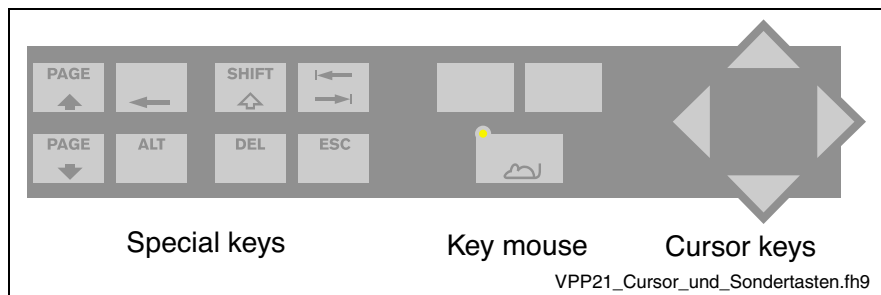 PAGE SHIFT
PAGE ALT DEL ESC
Special keys Key mouse Cursor keys
VPP21_Cursor_und_Sondertasten.fh9